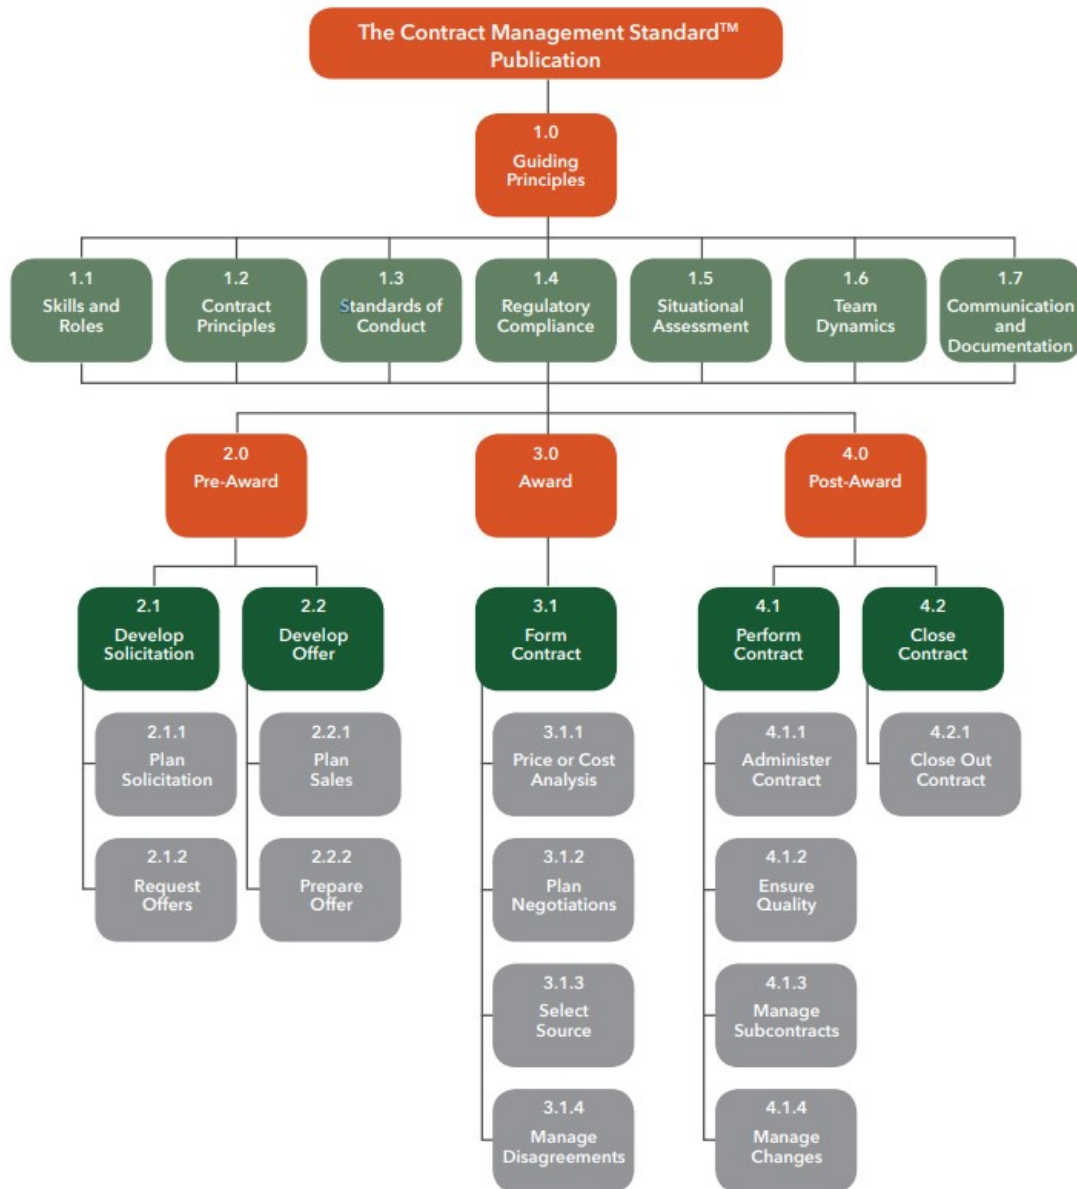 The Contract Management Standard™
Publication
1.0
Guiding
Principles
1.1
Skills and
Roles
1.2
Contract
Principles
1.3
Standards of
Conduct
1.4
Regulatory
Compliance
1.5
Situational
Assessment
1.6
Team
Dynamics
1.7
Communication
and
Documentation
2.0
Pre-Award
3.0
Award
4.0
Post-Award
2.1
Develop
Solicitation
2.2
Develop
Offer
3.1
Form
Contract
4.1
Perform
Contract
4.2
Close
Contract
2.1.1
Plan
Solicitation
2.2.1
Plan
Sales
3.1.1
Price or Cost
Analysis
4.1.1
Administer
Contract
4.2.1
Close Out
Contract
2.1.2
Request
Offers
2.2.2
Prepare
Offer
3.1.2
Plan
Negotiations
4.1.2
Ensure
Quality
3.1.3
Select
Source
4.1.3
Manage
Subcontracts
3.1.4
Manage
Disagreements
4.1.4
Manage
Changes